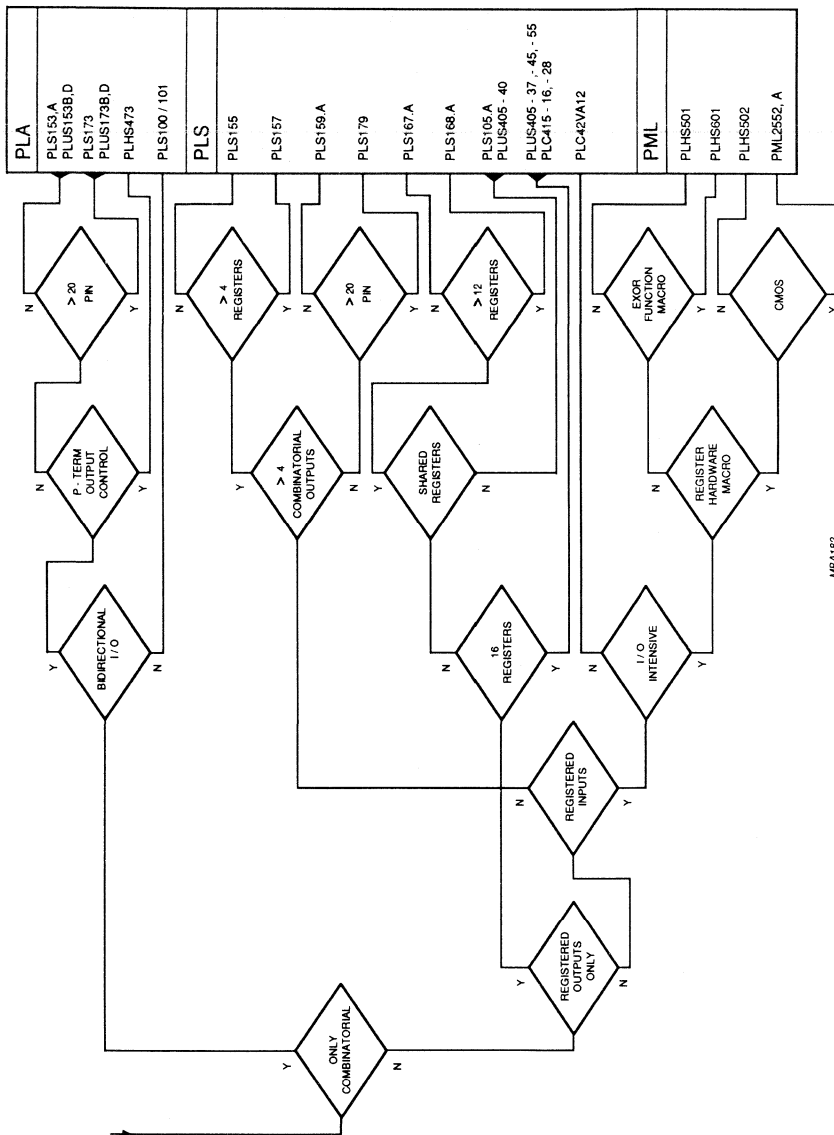 PLA
PLS153,A
PLUS153B,D
PLS173
PLUS173B,D
PLHS473
PLS100 / 101
PLS
PLS155
PLS157
PLS159,A
PLS179
PLS167.A
PLS168.A
PLS105,A
PLUS405 - 40
PLUS405 - 37 ,- 45, - 55
PLC415 - 16, - 28
PLC42VA12
PML
PLHS501
PLHS601
PLHS502
PML2552, A
N
> 20
PIN
Y
N
> 4
REGISTERS
Y
N
> 20
PIN
Y
N
> 12
REGISTERS
Y
N
EXOR
FUNCTION
MACRO
Y
N
CMOS
Y
N
P - TERM
OUTPUT
CONTROL
Y
Y
> 4
COMBINATORIAL
OUTPUTS
N
Y
SHARED
REGISTERS
N
N
REGISTER
HARDWARE
MACRO
Y
Y
BIDIRECTIONAL
I / O
N
N
16
REGISTERS
Y
N
I / O
INTENSIVE
Y
N
REGISTERED
INPUTS
Y
Y
REGISTERED
OUTPUTS
ONLY
N
Y
ONLY
COMBINATORIAL
N